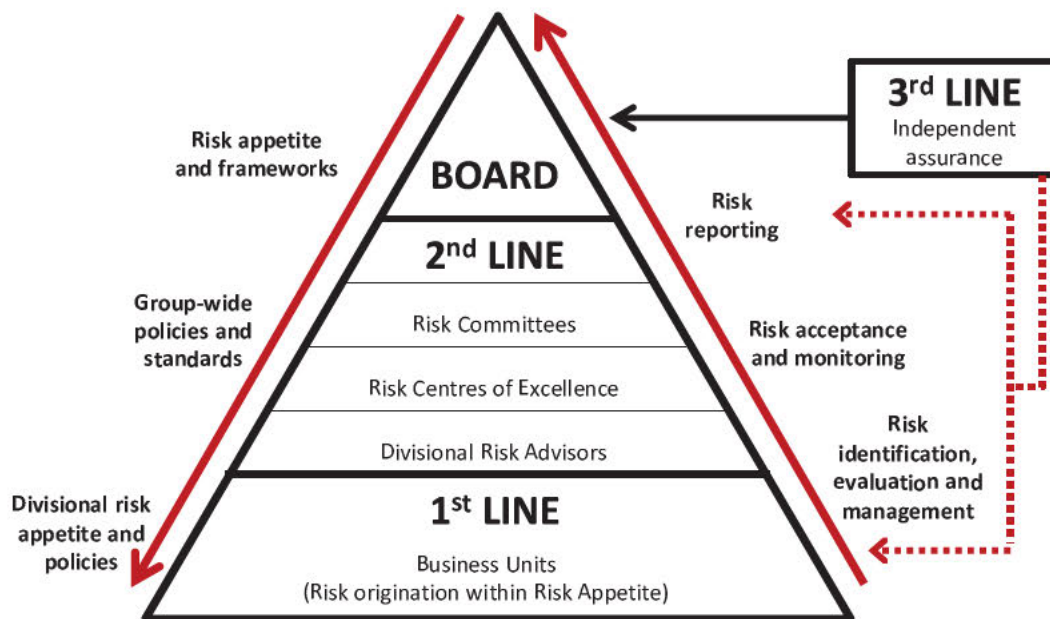 Risk appetite
and frameworks
Group-wide
policies and
standards
Divisional risk
appetite and
policies
BOARD
2nd LINE
Risk Committees
Risk Centres of Excellence
Divisional Risk Advisors
1st LINE
Business Units
(Risk origination within Risk Appetite)
Risk
reporting
Risk acceptance
and monitoring
Risk
identification,
evaluation and
management
3rd LINE
Independent
assurance